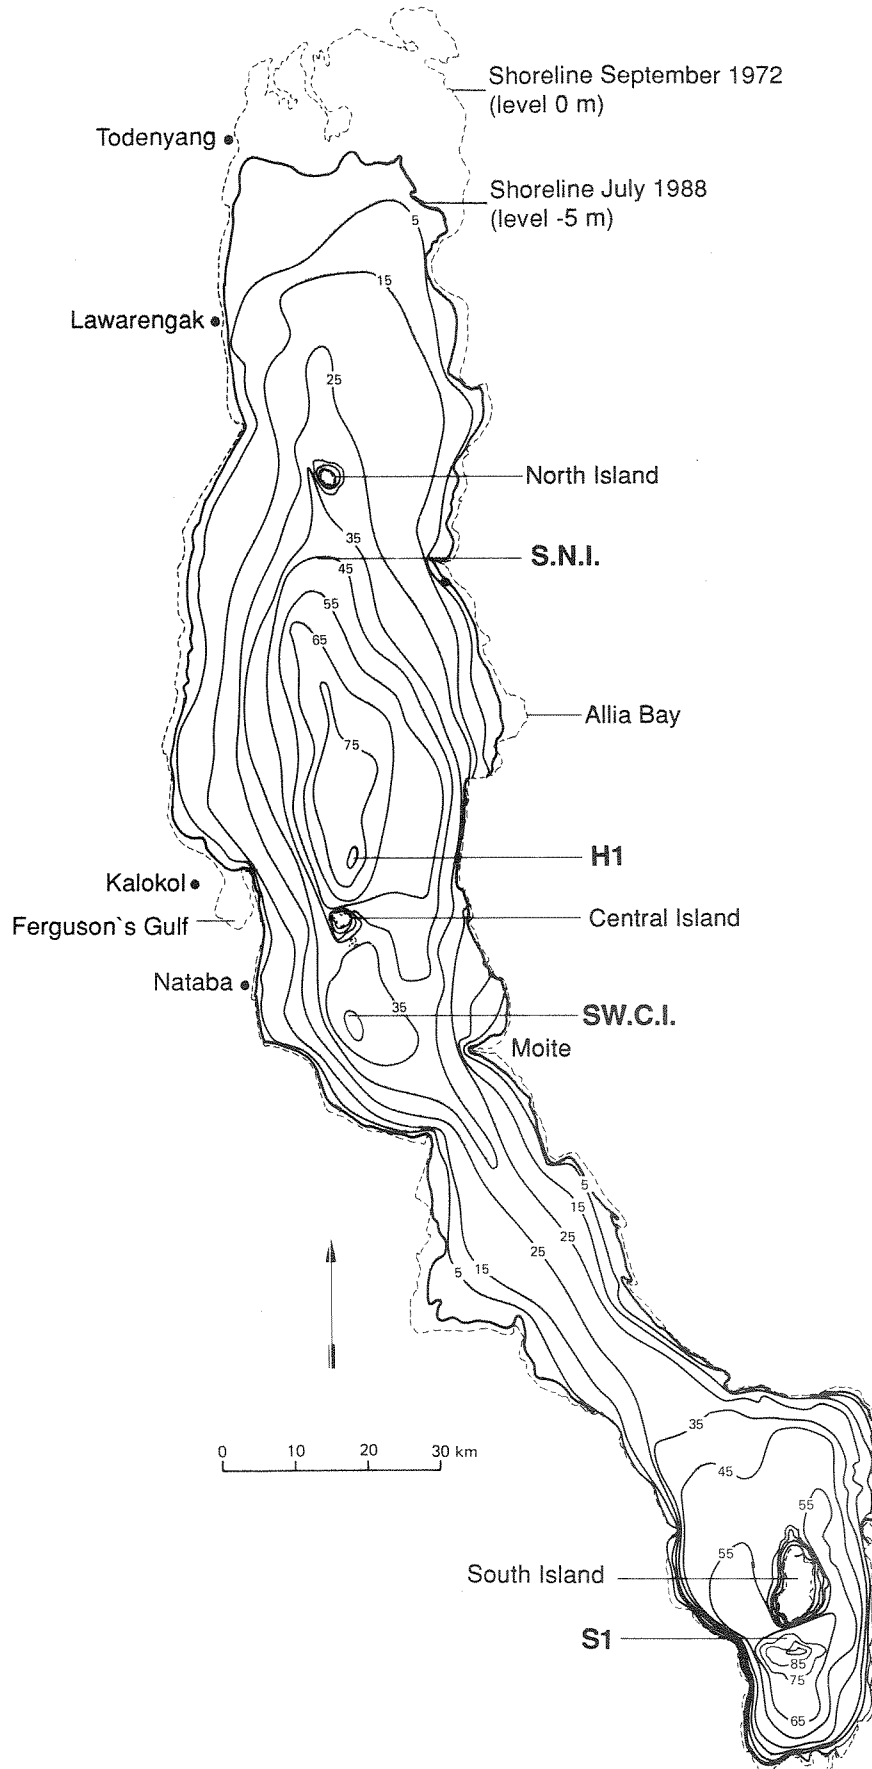 Shoreline September 1972
(level 0 m)
Todenyang
Shoreline July 1988
(level -5 m)
5
15
Lawarengak
25
North Island
35
S.N.I.
45
55
65
Allia Bay
75
H1
Kalokol
Central Island
Ferguson`s Gulf
Nataba
35
SW.C.I.
Moite
5
15
25
25
5
15
35
0 10 20 30 km
45
55
55
South Island
S1
85
75
65